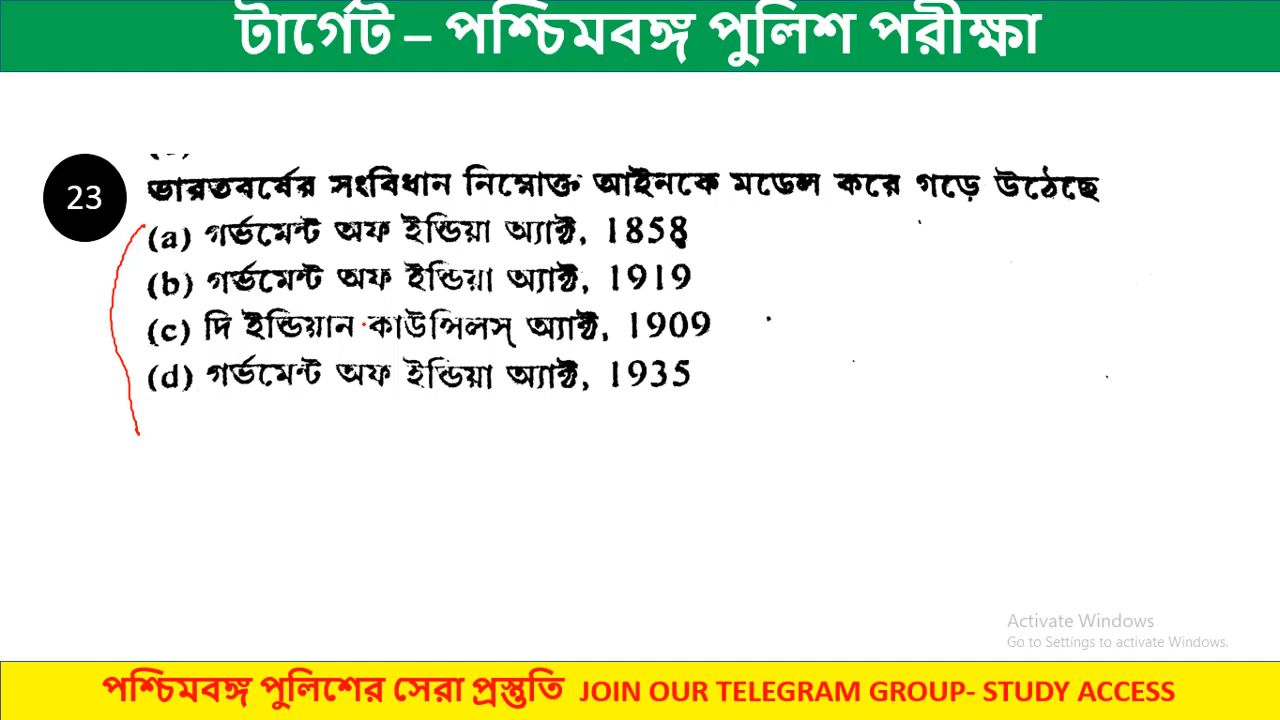 টার্গেট – পশ্চিমবঙ্গ পুলিশ পরীক্ষা
23
ভারতবর্ষের সংবিধান নিম্নোক্ত আইনকে মডেল করে গড়ে উঠেছে
(a) গর্ভমেন্ট অফ ইন্ডিয়া অ্যাক্ট, 1858
(b) গর্ভমেন্ট অফ ইন্ডিয়া অ্যাক্ট, 1919
(c) দি ইন্ডিয়ান কাউন্সিলস্ অ্যাক্ট, 1909
(d) গর্ভমেন্ট অফ ইন্ডিয়া অ্যাক্ট, 1935
Activate Windows
Go to Settings to activate Windows.
পশ্চিমবঙ্গ পুলিশের সেরা প্রস্তুতি JOIN OUR TELEGRAM GROUP- STUDY ACCESS